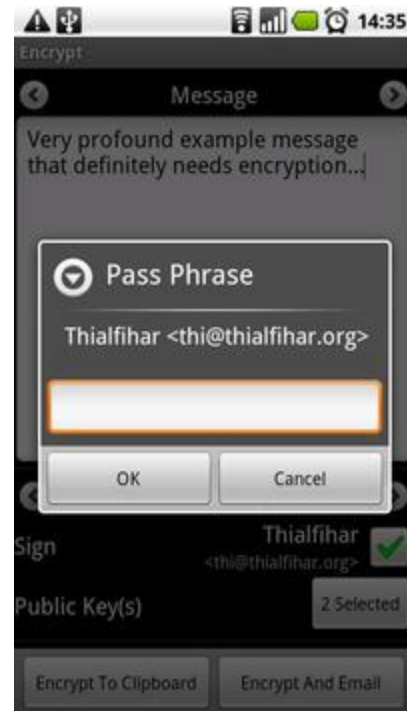 14:35
Encrypt
Message
Very profound example message
that definitely needs encryption...
Pass Phrase
Thialfihar <thi@thialfihar.org>
OK
Cancel
Sign
Thialfihar
<thi@thialfihar.org>
Public Key(s)
2 Selected
Encrypt To Clipboard
Encrypt And Email